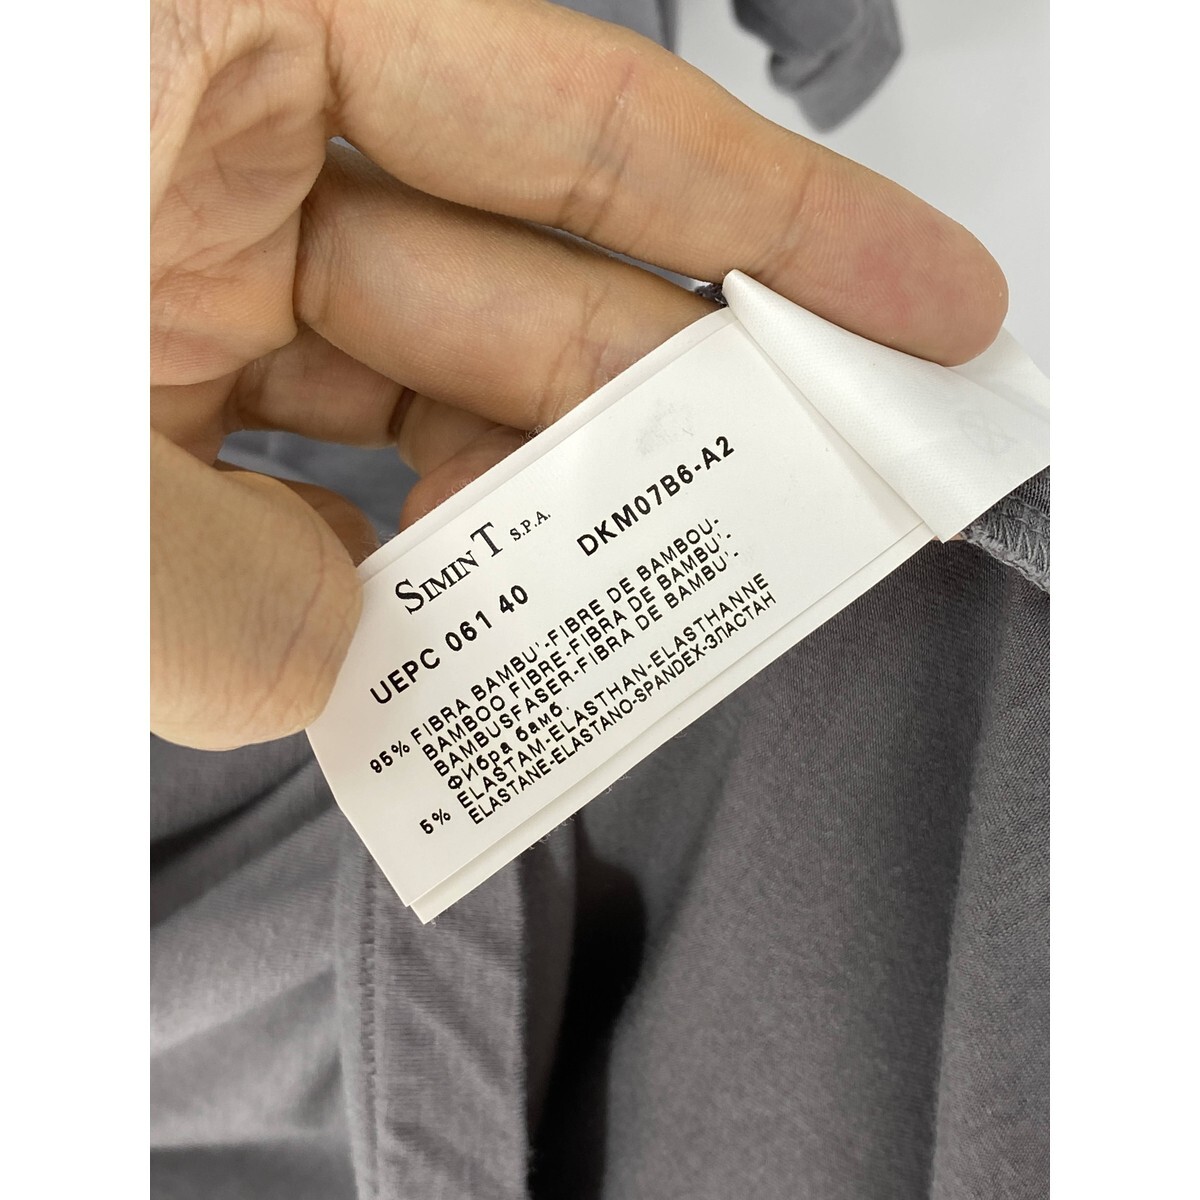 SIMINT S.P.A.
UEPC 061 40 DKM07B6-A2
95% FIBRA BAMBU'-FIBRE DE BAMBOU-
BAMBOO FIBRE-FIBRA DE BAMBU'-
BAMBUSFASER-FIBRA DE BAMBU'-
Фибра бамб.
5% ELASTAM-ELASTHAN-ELASTHANNE
ELASTANE-ELASTANO-SPANDEX-ЭЛАСТАН